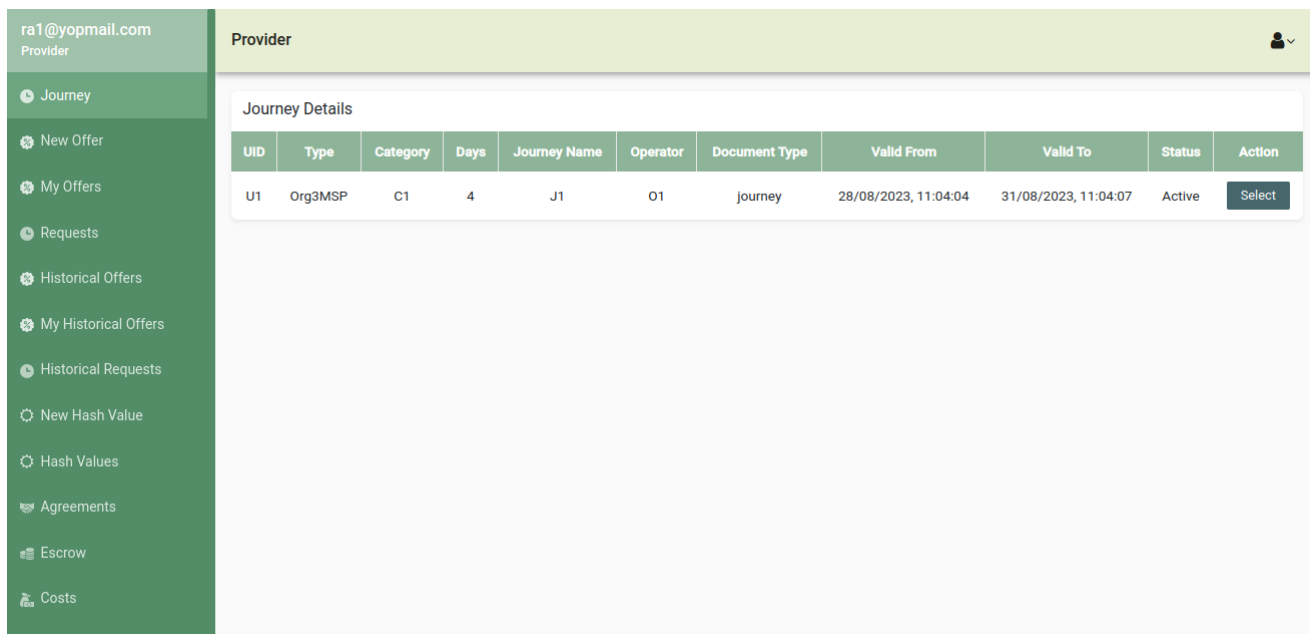 ra1@yopmail.com
Provider
Provider
Journey
New Offer
My Offers
Requests
Historical Offers
My Historical Offers
Historical Requests
New Hash Value
Hash Values
Agreements
Escrow
Costs
Journey Details
UID Type Category Days Journey Name Operator Document Type Valid From Valid To Status Action
U1 Org3MSP C1 4 J1 O1 journey 28/08/2023, 11:04:04 31/08/2023, 11:04:07 Active Select